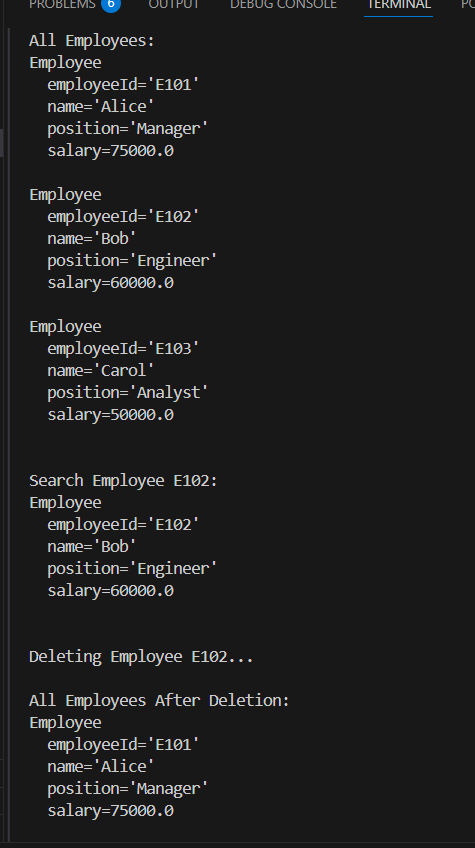 PROBLEMS 6 OUTPUT DEBUG CONSOLE TERMINAL
All Employees:
Employee
  employeeId='E101'
  name='Alice'
  position='Manager'
  salary=75000.0

Employee
  employeeId='E102'
  name='Bob'
  position='Engineer'
  salary=60000.0

Employee
  employeeId='E103'
  name='Carol'
  position='Analyst'
  salary=50000.0


Search Employee E102:
Employee
  employeeId='E102'
  name='Bob'
  position='Engineer'
  salary=60000.0


Deleting Employee E102...

All Employees After Deletion:
Employee
  employeeId='E101'
  name='Alice'
  position='Manager'
  salary=75000.0